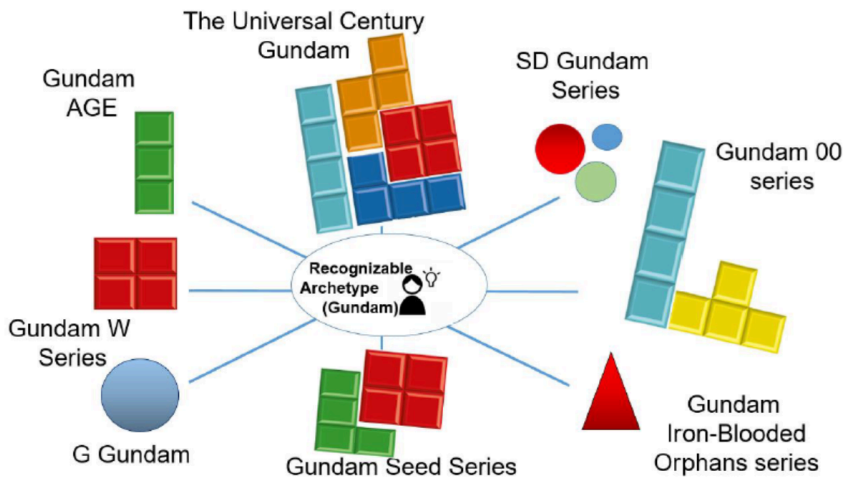 The Universal Century
Gundam
Gundam
AGE
SD Gundam
Series
Gundam 00
series
Recognizable
Archetype
(Gundam)
Gundam W
Series
G Gundam
Gundam Seed Series
Gundam
Iron-Blooded
Orphans series